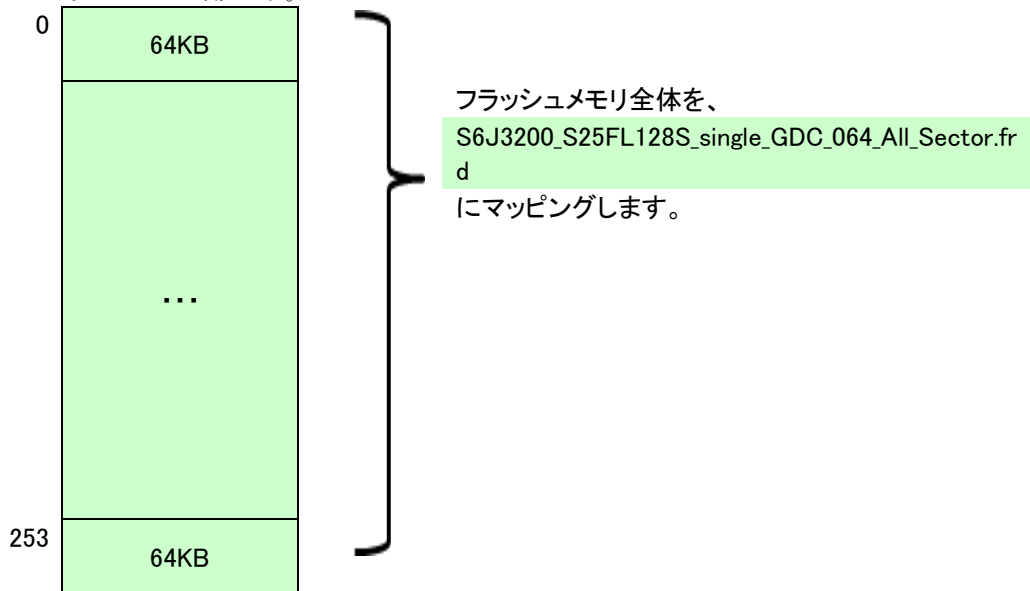 0
64KB
フラッシュメモリ全体を、
S6J3200_S25FL128S_single_GDC_064_All_Sector.fr
d
にマッピングします。
...
253
64KB